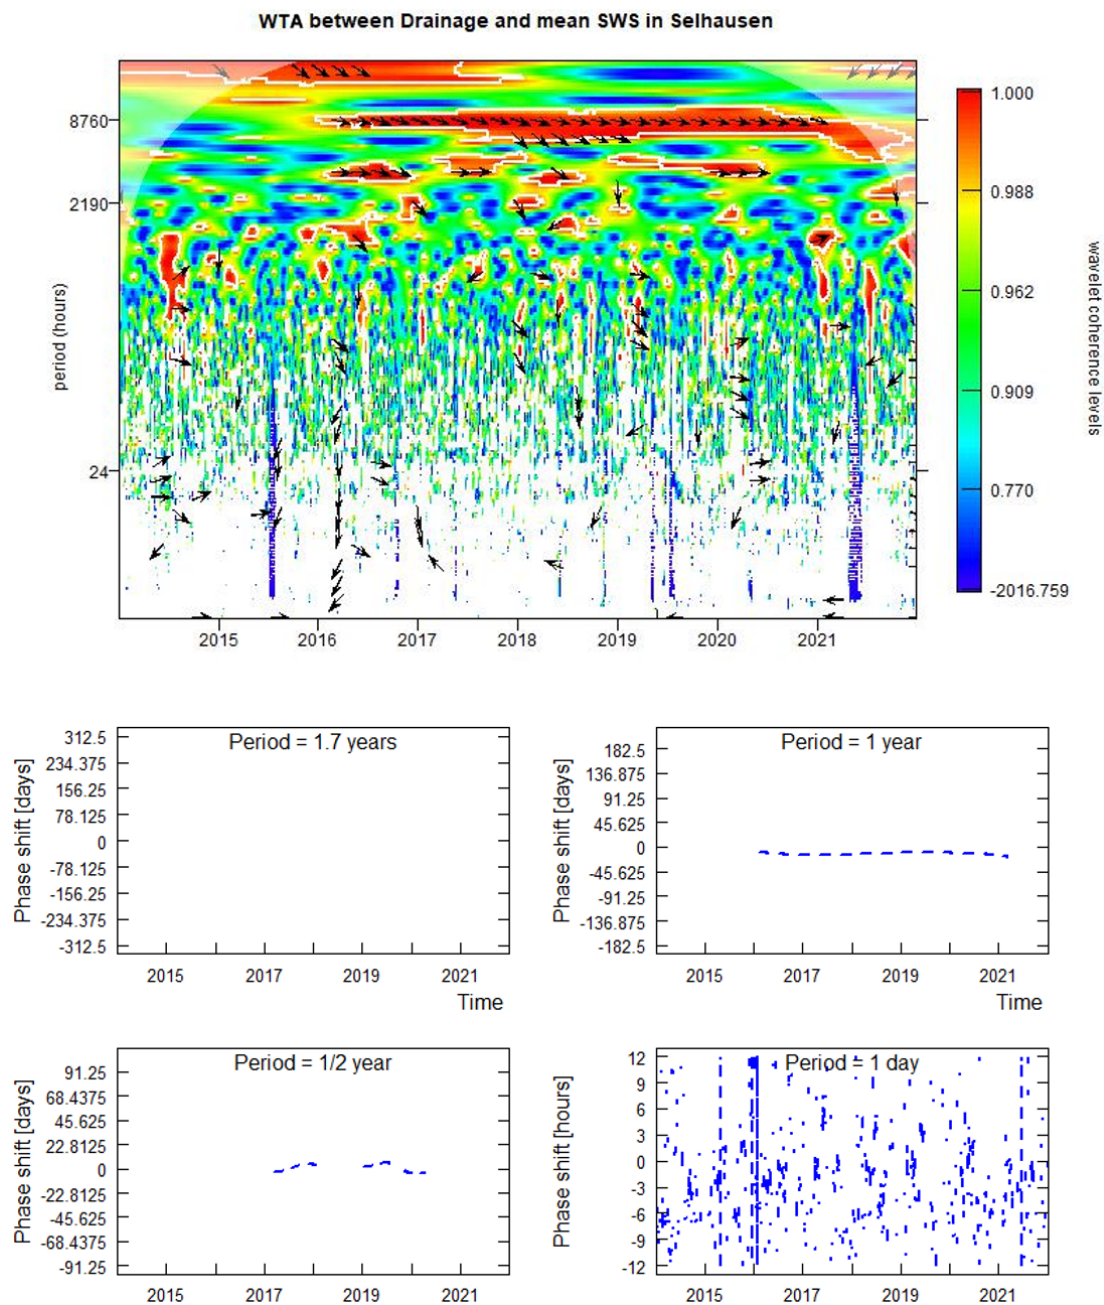 WTA between Drainage and mean SWS in Selhausen
period (hours)
8760
2190
24
2015 2016 2017 2018 2019 2020 2021
1.000
0.988
0.962
0.909
0.770
-2016.759
wavelet coherence levels
Period = 1.7 years
Phase shift [days]
312.5
234.375
156.25
78.125
0
-78.125
-156.25
-234.375
-312.5
2015 2017 2019 2021
Time
Period = 1 year
Phase shift [days]
182.5
136.875
91.25
45.625
0
-45.625
-91.25
-136.875
-182.5
2015 2017 2019 2021
Time
Period = 1/2 year
Phase shift [days]
91.25
68.4375
45.625
22.8125
0
-22.8125
-45.625
-68.4375
-91.25
2015 2017 2019 2021
Period = 1 day
Phase shift [hours]
12
9
6
3
0
-3
-6
-9
-12
2015 2017 2019 2021